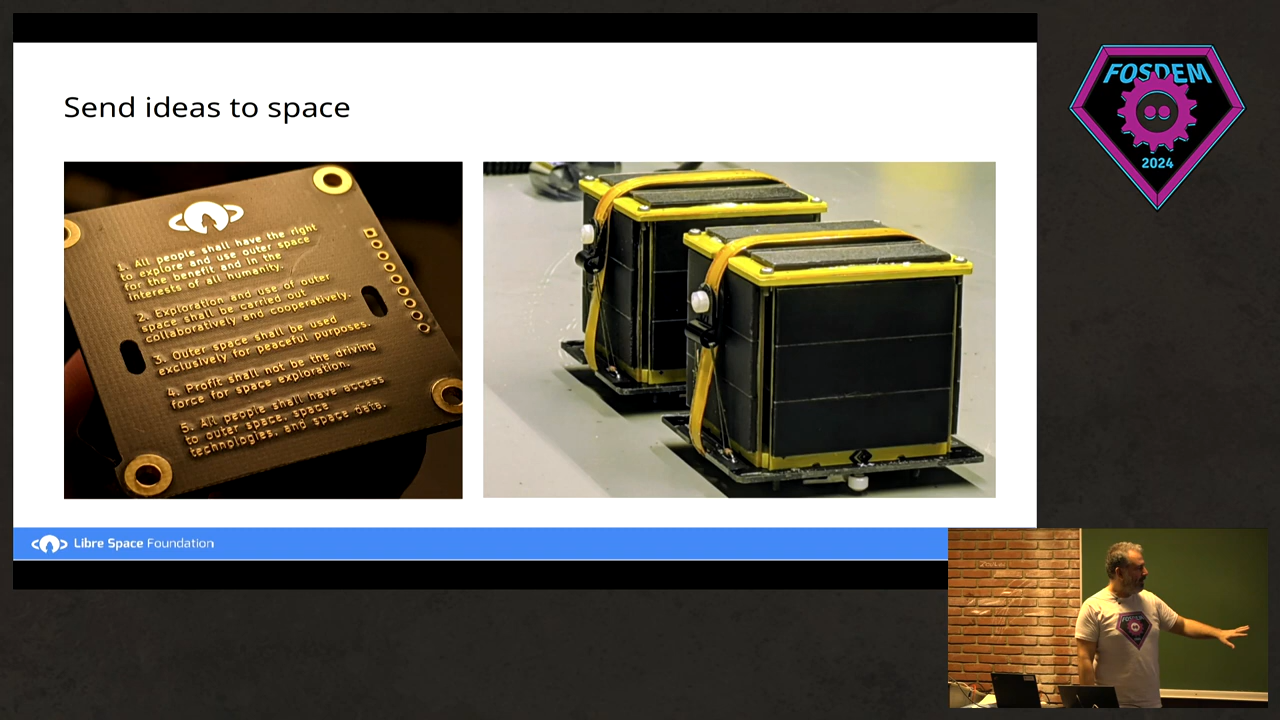 Send ideas to space
1. All people shall have the right
to explore and use outer space
for the benefit and in the
interests of all humanity.
2. Exploration and use of outer
space shall be carried out
collaboratively and cooperatively.
3. Outer space shall be used
exclusively for peaceful purposes.
4. Profit shall not be the driving
force for space exploration.
5. All people shall have access
to outer space, space
technologies, and space data.
Libre Space Foundation
FOSDEM
2024
FOSDEM